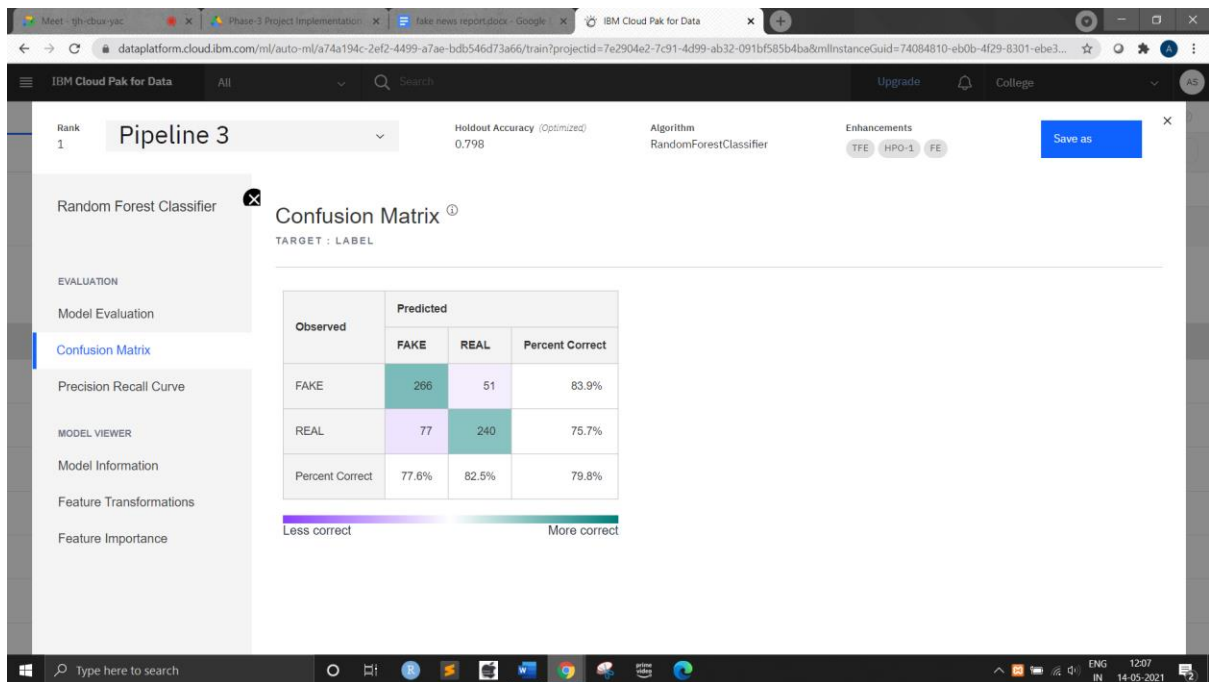 Meet - tjh-cbux-yac
Phase-3 Project Implementation
fake news report.docx - Google
IBM Cloud Pak for Data
dataplatform.cloud.ibm.com/ml/auto-ml/a74a194c-2ef2-4499-a7ae-bdb546d73a66/train?projectid=7e2904e2-7c91-4d99-ab32-091bf585b4ba&mlInstanceGuid=74084810-eb0b-4f29-8301-ebe3...
A
IBM Cloud Pak for Data All Search Upgrade College AS
Rank
1
Pipeline 3
Holdout Accuracy (Optimized)
0.798
Algorithm
RandomForestClassifier
Enhancements
TFE HPO-1 FE
Save as
Random Forest Classifier
EVALUATION
Model Evaluation
Confusion Matrix
Precision Recall Curve
MODEL VIEWER
Model Information
Feature Transformations
Feature Importance
Confusion Matrix
TARGET : LABEL
Observed Predicted
FAKE REAL Percent Correct
FAKE 266 51 83.9%
REAL 77 240 75.7%
Percent Correct 77.6% 82.5% 79.8%
Less correct More correct
Type here to search
ENG 12:07
IN 14-05-2021